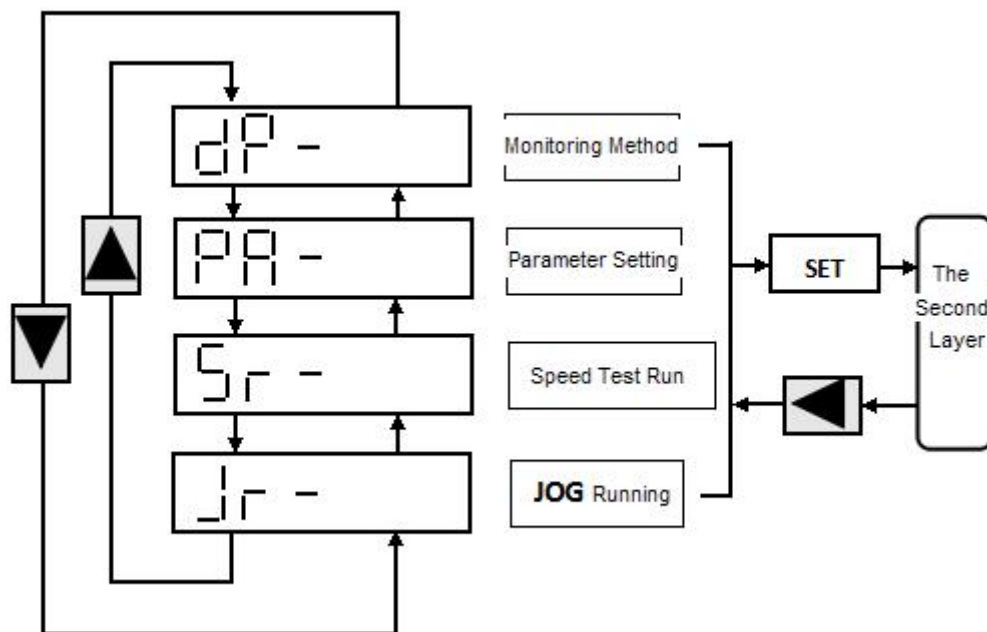 dP -
Monitoring Method
PA -
Parameter Setting
SET
The
Second
Layer
Sr -
Speed Test Run
Jr -
JOG Running